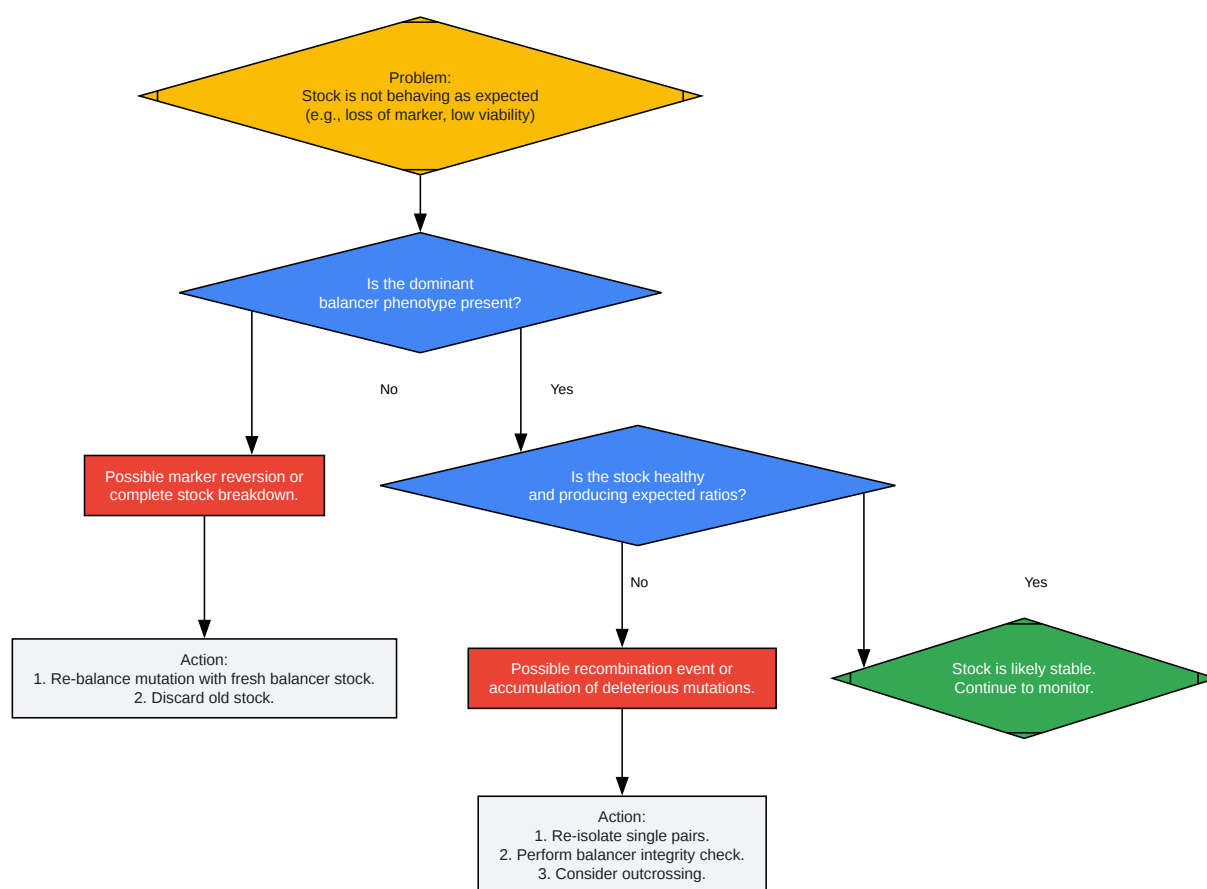 Problem:
Stock is not behaving as expected
(e.g., loss of marker, low viability)
Is the dominant
balancer phenotype present?
No
Yes
Possible marker reversion or
complete stock breakdown.
Is the stock healthy
and producing expected ratios?
No
Yes
Action:
1. Re-balance mutation with fresh balancer stock.
2. Discard old stock.
Possible recombination event or
accumulation of deleterious mutations.
Stock is likely stable.
Continue to monitor.
Action:
1. Re-isolate single pairs.
2. Perform balancer integrity check.
3. Consider outcrossing.